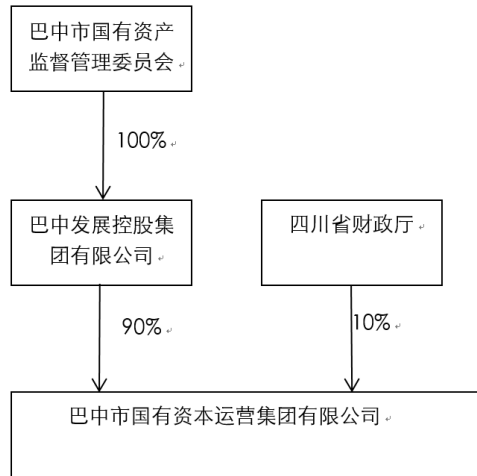 巴中市国有资产
监督管理委员会
100%
巴中发展控股集
团有限公司
四川省财政厅
90%
10%
巴中市国有资本运营集团有限公司